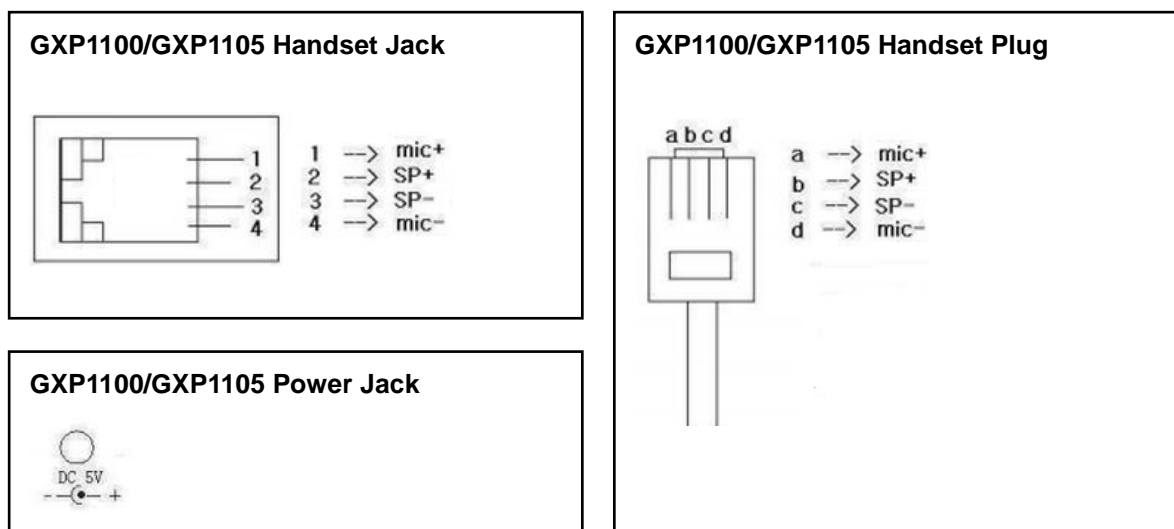 GXP1100/GXP1105 Handset Jack
1
2
3
4
1 --> mic+
2 --> SP+
3 --> SP-
4 --> mic-
GXP1100/GXP1105 Power Jack
DC 5V
- +
GXP1100/GXP1105 Handset Plug
a b c d
a --> mic+
b --> SP+
c --> SP-
d --> mic-